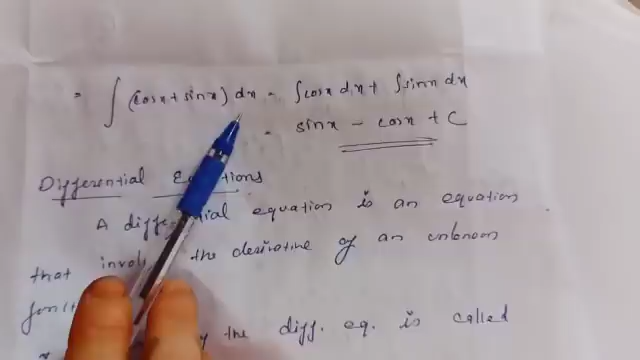 = ∫ (cosx + sinx) dx = ∫cosx dx + ∫sinx dx
= sinx - cosx + C
Differential Equations
A differential equation is an equation
that involves the derivative of an unknown
the diff. eq. is called